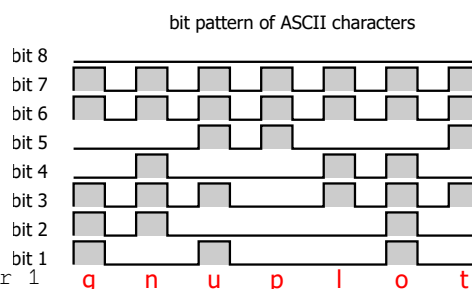 bit pattern of ASCII characters
bit 8
bit 7
bit 6
bit 5
bit 4
bit 3
bit 2
bit 1
r 1
g n u p l o t